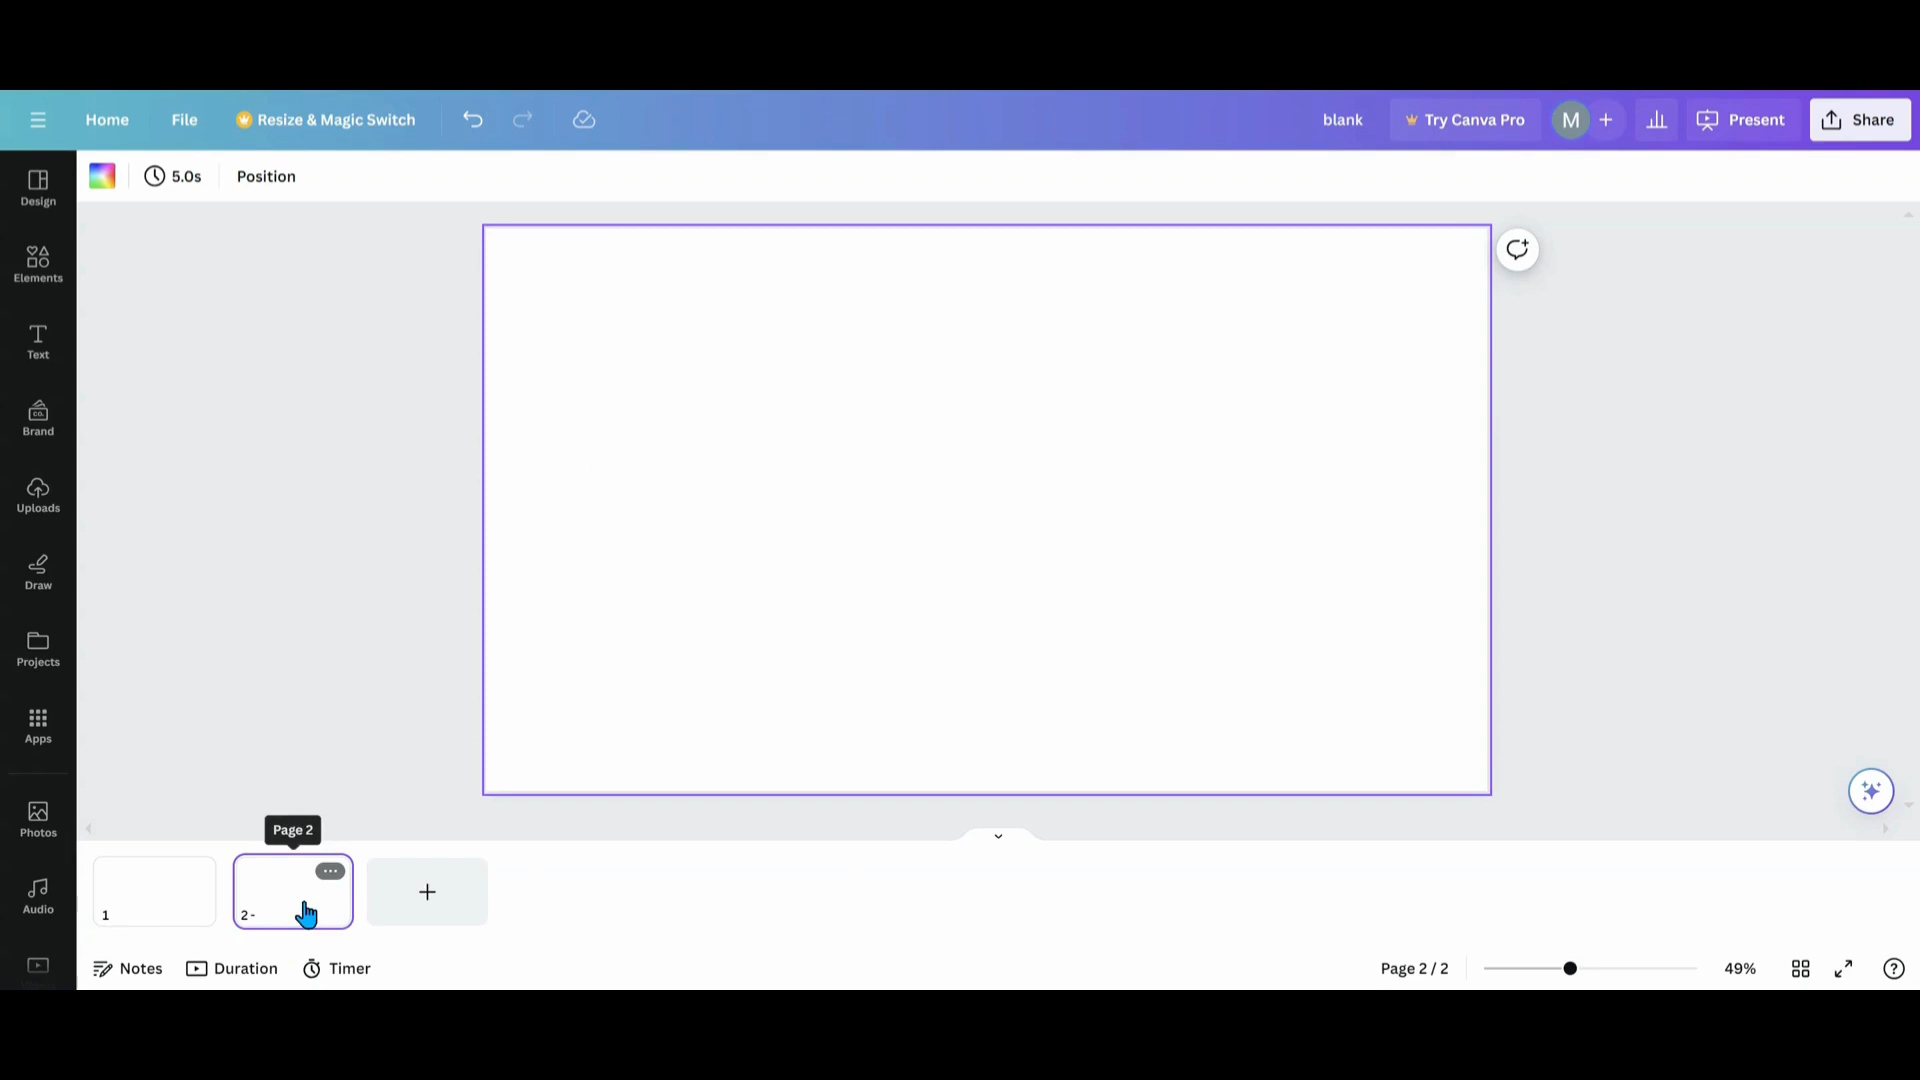 Home File Resize & Magic Switch blank Try Canva Pro M Present Share
5.0s Position
Design
Elements
Text
Brand
CO.
Uploads
Draw
Projects
Apps
Photos
Audio
Page 2
1
2 -
Notes Duration Timer Page 2 / 2 49%